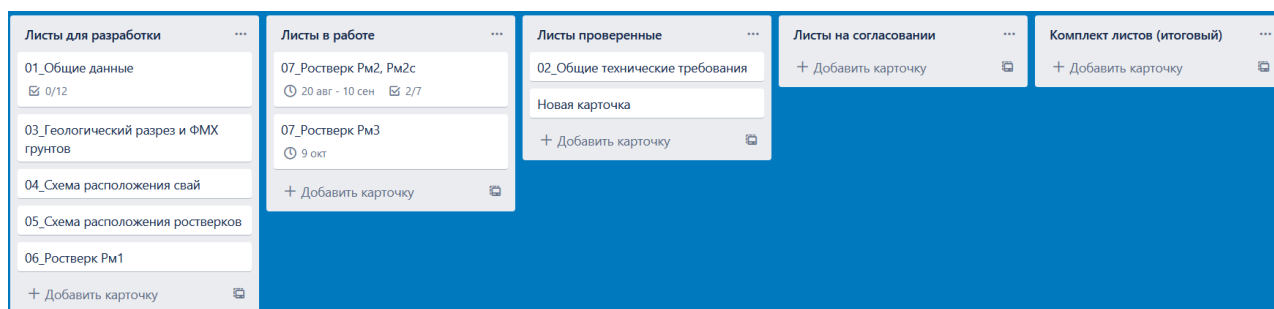 Листы для разработки
01_Общие данные
0/12
03_Геологический разрез и ФМХ
грунтов
04_Схема расположения свай
05_Схема расположения ростверков
06_Ростверк Рм1
+ Добавить карточку
Листы в работе
07_Ростверк Рм2, Рм2с
20 авг - 10 сен 2/7
07_Ростверк Рм3
9 окт
+ Добавить карточку
Листы проверенные
02_Общие технические требования
Новая карточка
+ Добавить карточку
Листы на согласовании
+ Добавить карточку
Комплект листов (итоговый)
+ Добавить карточку